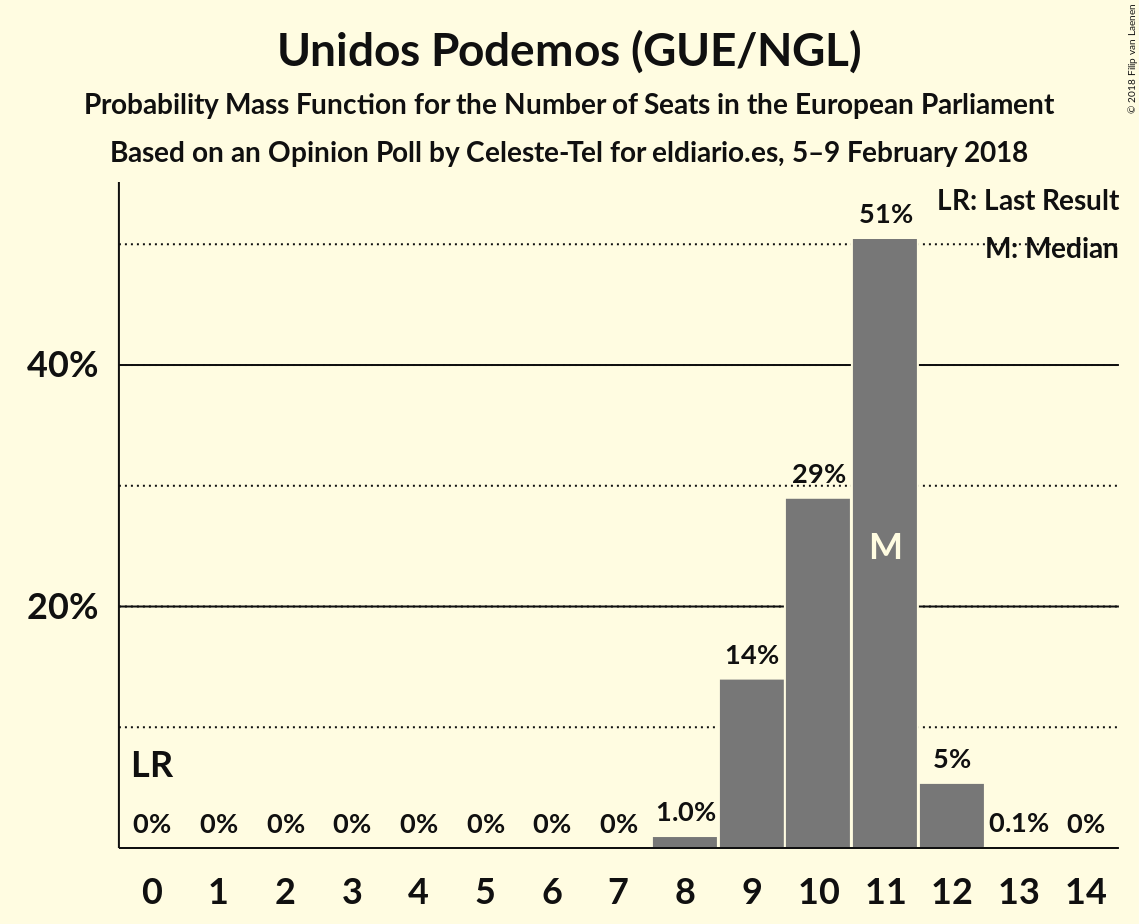 Unidos Podemos (GUE/NGL)
Probability Mass Function for the Number of Seats in the European Parliament
Based on an Opinion Poll by Celeste-Tel for eldiario.es, 5–9 February 2018
© 2018 Filip van Laenen
LR: Last Result
M: Median
51%
40%
29%
M
20%
14%
LR
5%
0% 0% 0% 0% 0% 0% 0% 0% 1.0% 0.1% 0%
0 1 2 3 4 5 6 7 8 9 10 11 12 13 14